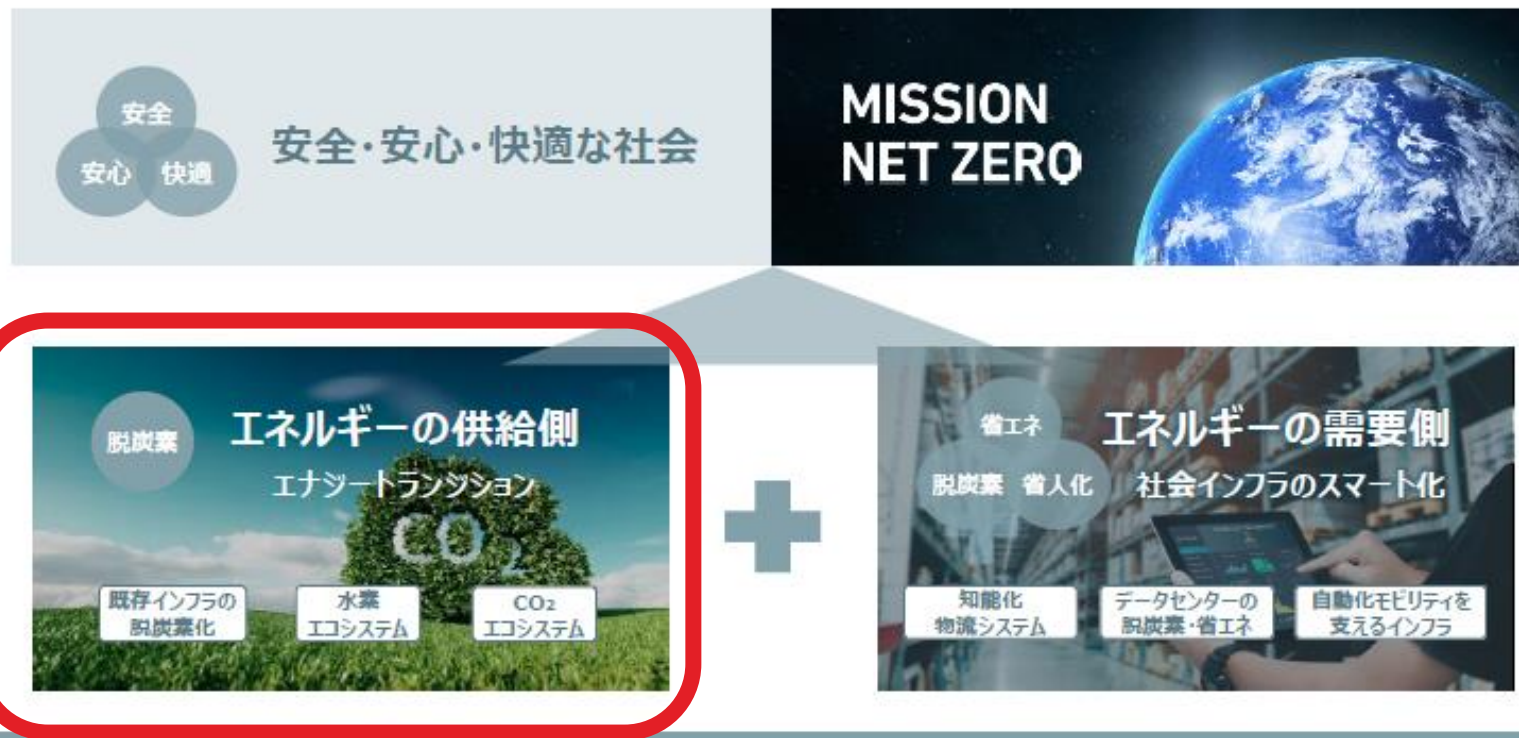 安全
安心 快適
安全・安心・快適な社会
MISSION
NET ZERO
脱炭素
エネルギーの供給側
エナジートランジション
CO2
既存インフラの
脱炭素化
水素
エコシステム
CO2
エコシステム
省エネ
脱炭素 省人化
エネルギーの需要側
社会インフラのスマート化
知能化
物流システム
データセンターの
脱炭素・省エネ
自動化モビリティを
支えるインフラ